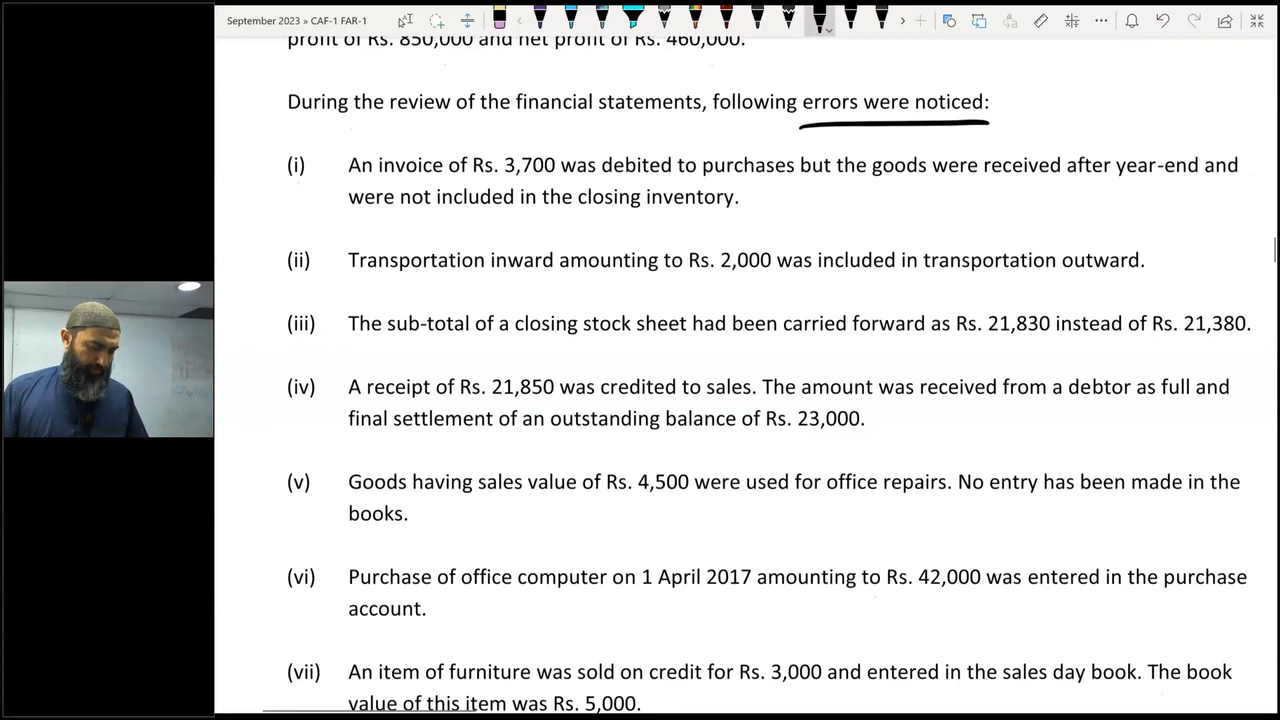 September 2023 » CAF-1 FAR-1
profit of Rs. 850,000 and net profit of Rs. 460,000.
During the review of the financial statements, following errors were noticed:
(i) An invoice of Rs. 3,700 was debited to purchases but the goods were received after year-end and
were not included in the closing inventory.
(ii) Transportation inward amounting to Rs. 2,000 was included in transportation outward.
(iii) The sub-total of a closing stock sheet had been carried forward as Rs. 21,830 instead of Rs. 21,380.
(iv) A receipt of Rs. 21,850 was credited to sales. The amount was received from a debtor as full and
final settlement of an outstanding balance of Rs. 23,000.
(v) Goods having sales value of Rs. 4,500 were used for office repairs. No entry has been made in the
books.
(vi) Purchase of office computer on 1 April 2017 amounting to Rs. 42,000 was entered in the purchase
account.
(vii) An item of furniture was sold on credit for Rs. 3,000 and entered in the sales day book. The book
value of this item was Rs. 5,000.